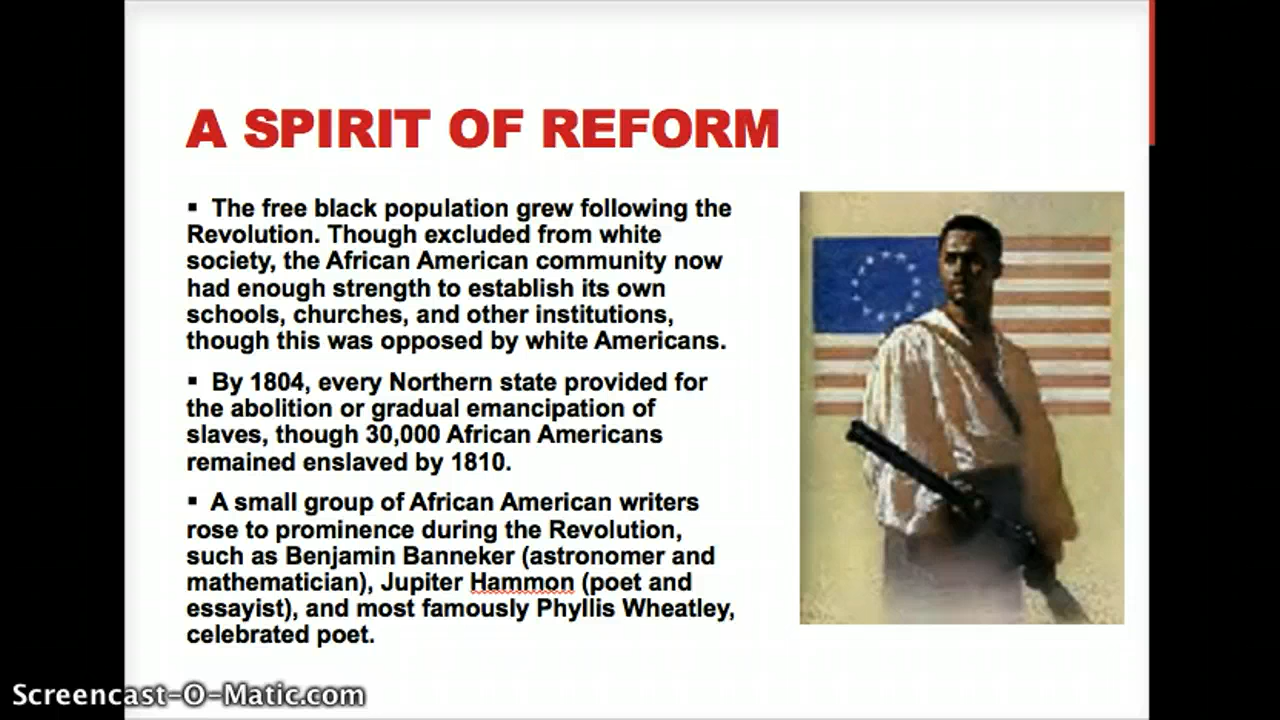 A SPIRIT OF REFORM
▪ The free black population grew following the
Revolution. Though excluded from white
society, the African American community now
had enough strength to establish its own
schools, churches, and other institutions,
though this was opposed by white Americans.
▪ By 1804, every Northern state provided for
the abolition or gradual emancipation of
slaves, though 30,000 African Americans
remained enslaved by 1810.
▪ A small group of African American writers
rose to prominence during the Revolution,
such as Benjamin Banneker (astronomer and
mathematician), Jupiter Hammon (poet and
essayist), and most famously Phyllis Wheatley,
celebrated poet.
Screencast-O-Matic.com